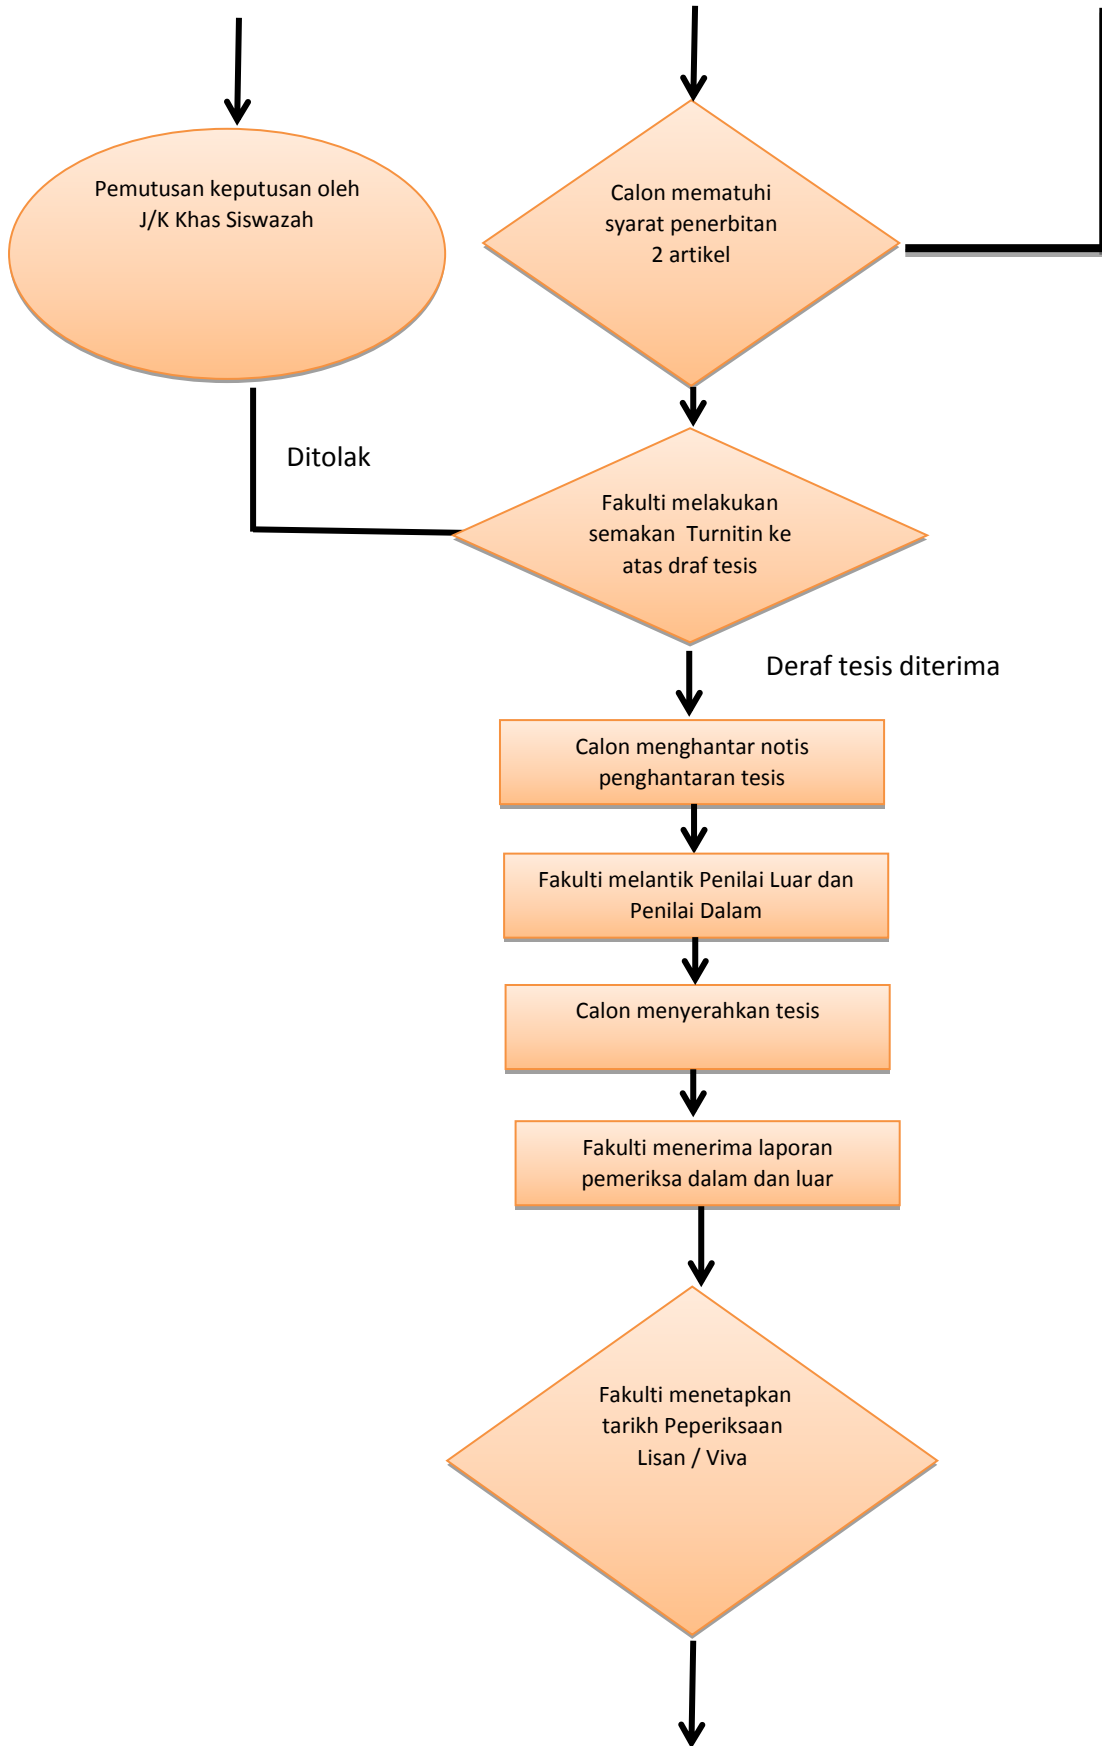 Pemutusan keputusan oleh
J/K Khas Siswazah
Calon mematuhi
syarat penerbitan
2 artikel
Ditolak
Fakulti melakukan
semakan Turnitin ke
atas draf tesis
Deraf tesis diterima
Calon menghantar notis
penghantaran tesis
Fakulti melantik Penilai Luar dan
Penilai Dalam
Calon menyerahkan tesis
Fakulti menerima laporan
pemeriksa dalam dan luar
Fakulti menetapkan
tarikh Peperiksaan
Lisan / Viva